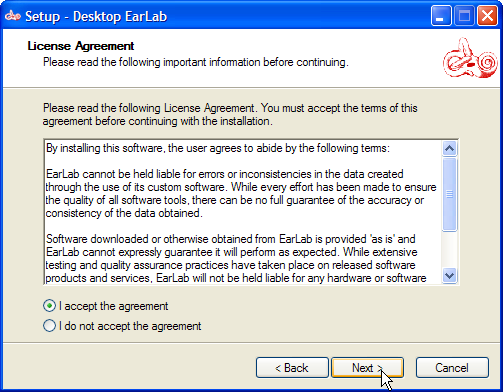 Setup - Desktop EarLab
License Agreement
Please read the following important information before continuing.
Please read the following License Agreement. You must accept the terms of this
agreement before continuing with the installation.
By installing this software, the user agrees to abide by the following terms:
EarLab cannot be held liable for errors or inconsistencies in the data created
through the use of its custom software. While every effort has been made to ensure
the quality of all software tools, there can be no full guarantee of the accuracy or
consistency of the data obtained.
Software downloaded or otherwise obtained from EarLab is provided 'as is' and
EarLab cannot expressly guarantee it will perform as expected. While extensive
testing and quality assurance practices have taken place on released software
products and services, EarLab will not be held liable for any hardware or software
I accept the agreement
I do not accept the agreement
< Back
Next >
Cancel